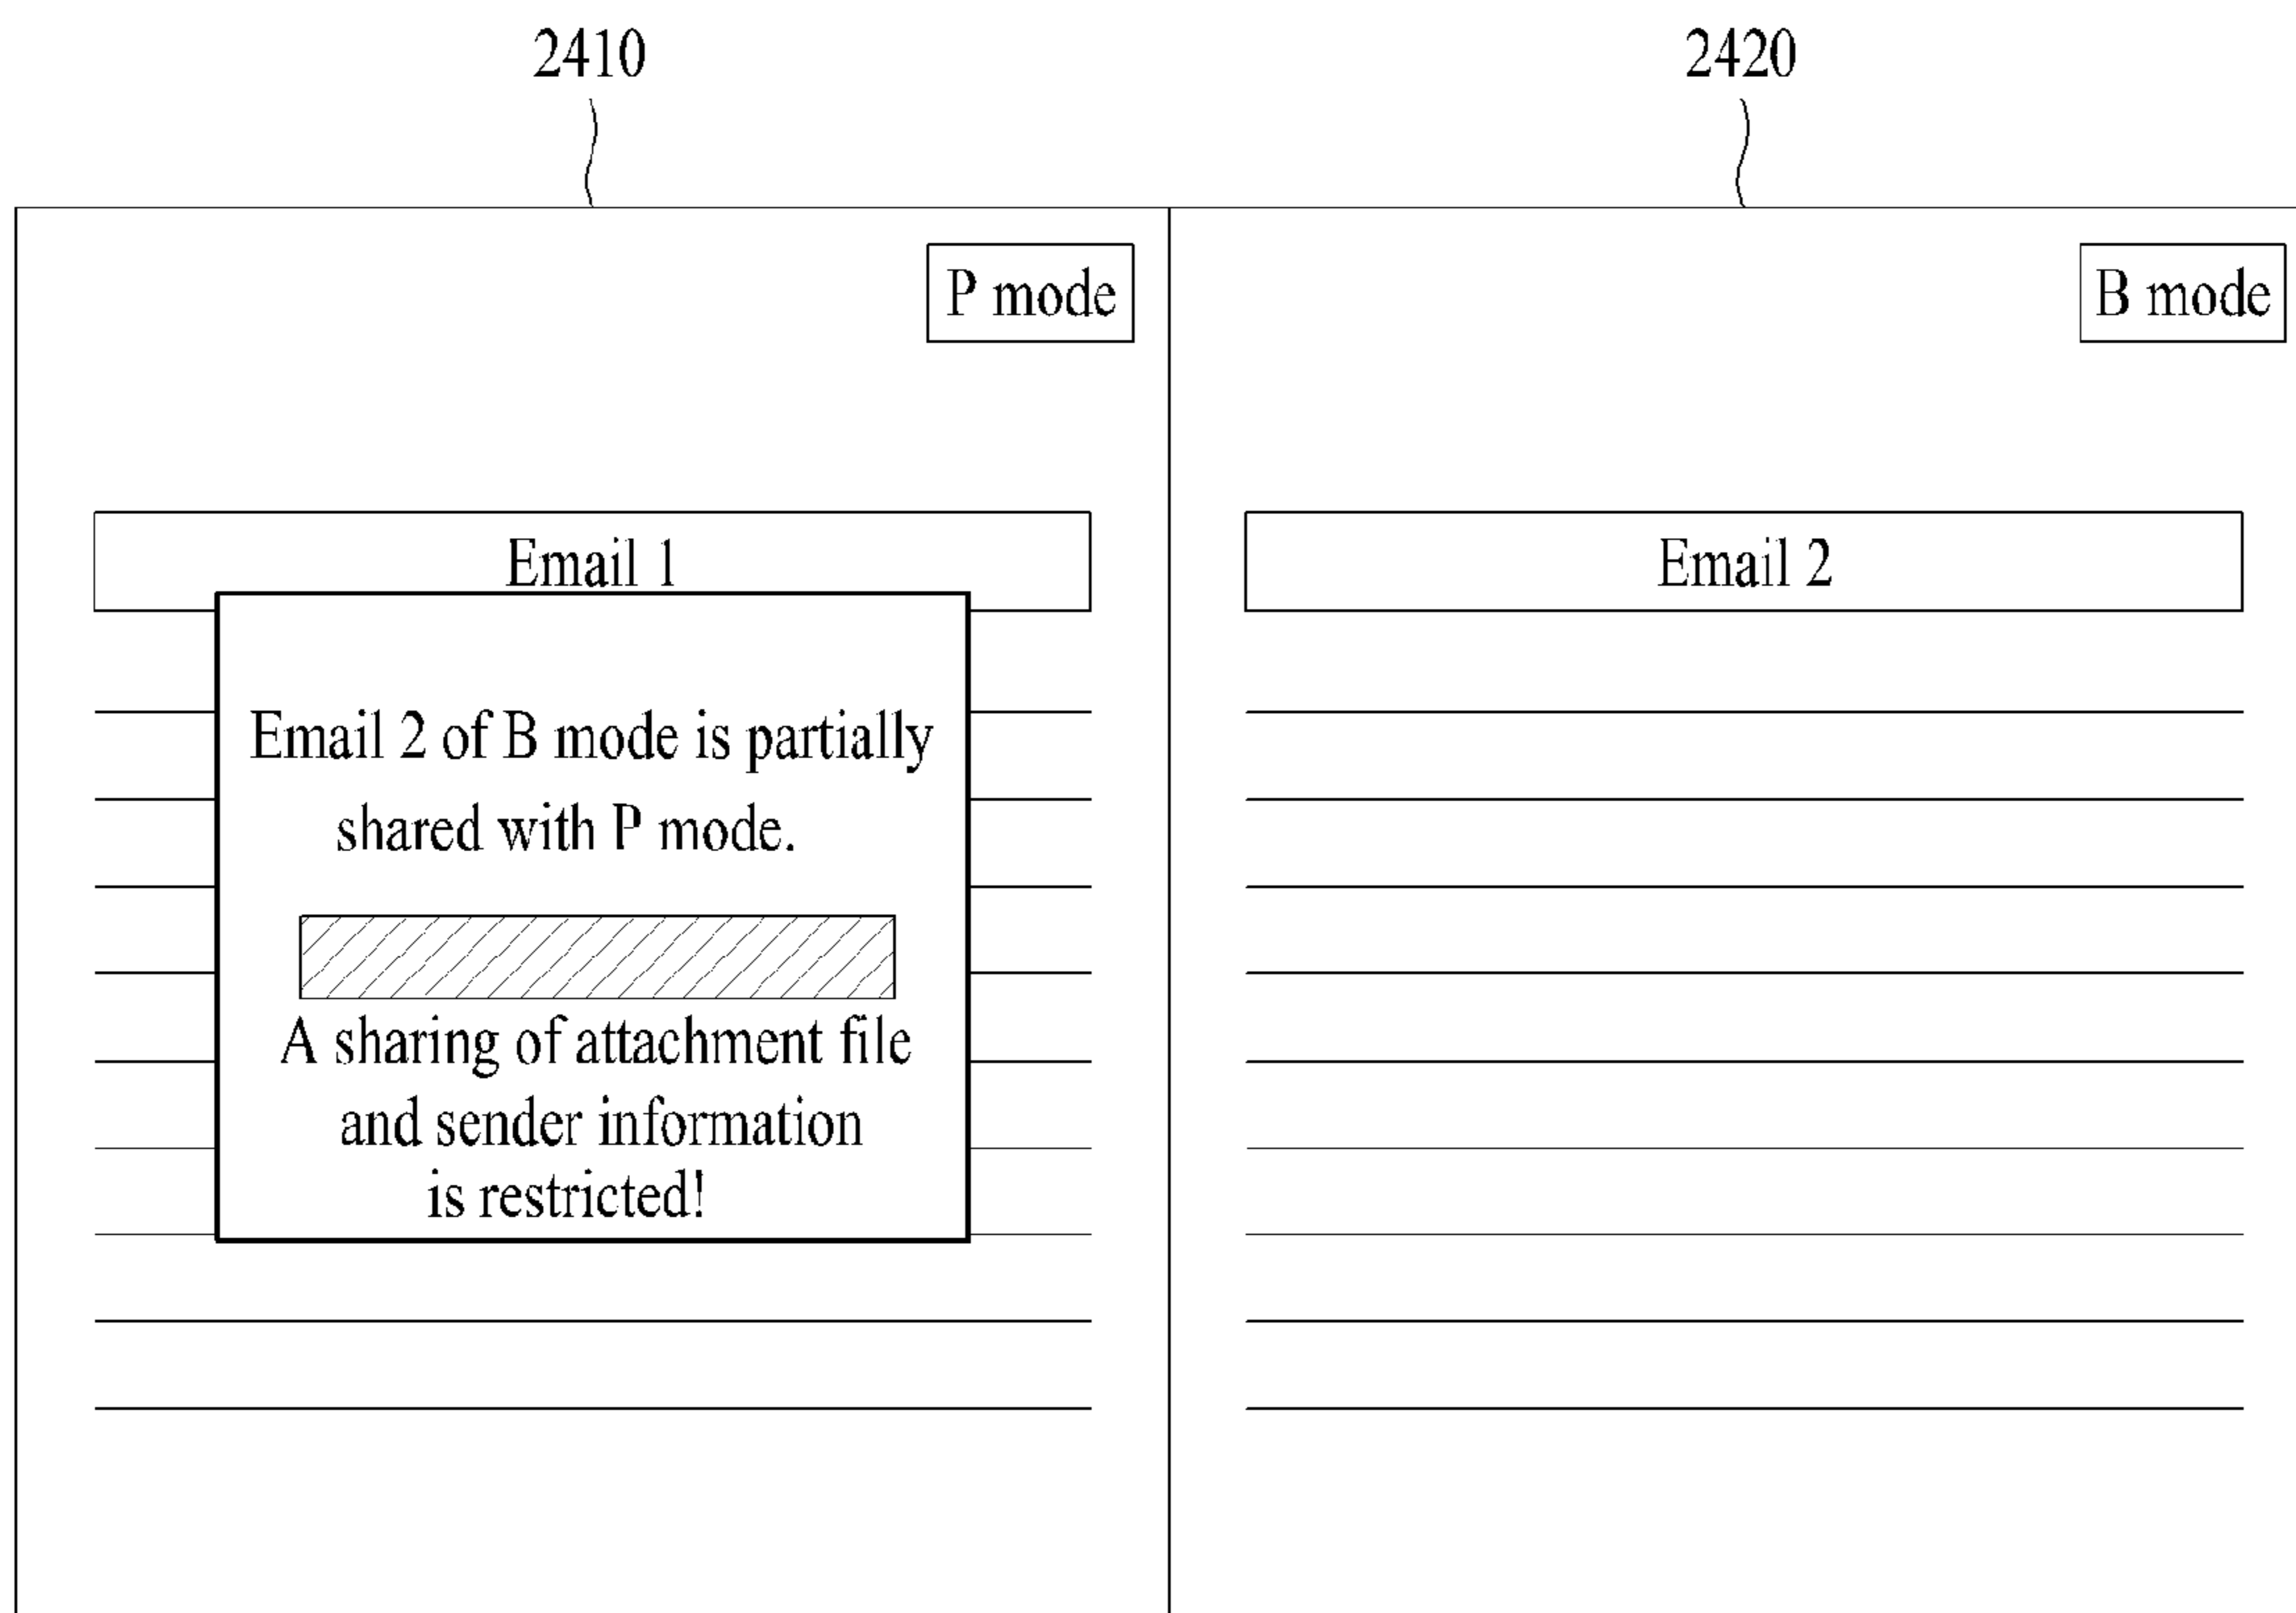 2410
2420
P mode
B mode
Email 1
Email 2
Email 2 of B mode is partially
shared with P mode.
A sharing of attachment file
and sender information
is restricted!